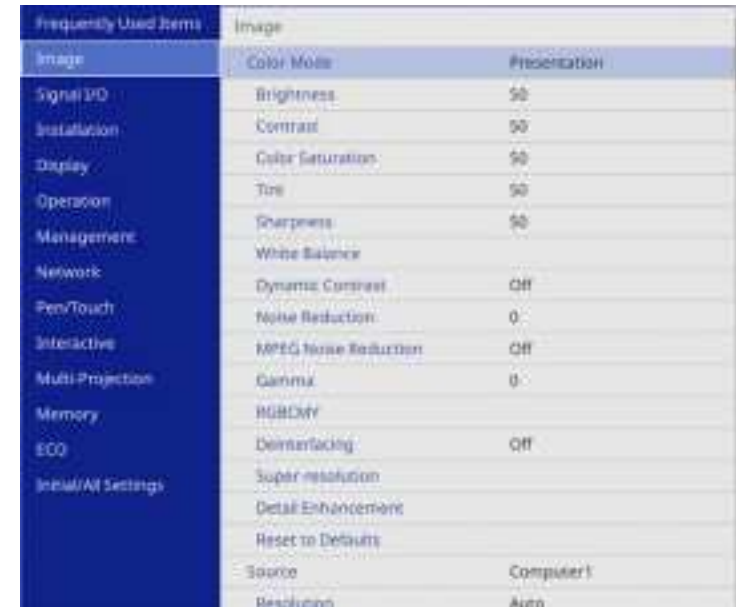 Frequently Used Items
Image
Signal I/O
Installation
Display
Operation
Management
Network
Pen/Touch
Interactive
Multi-Projection
Memory
ECO
Initial/All Settings
Image
Color Mode Presentation
Brightness 50
Contrast 50
Color Saturation 50
Tint 50
Sharpness 50
White Balance
Dynamic Contrast Off
Noise Reduction 0
MPEG Noise Reduction Off
Gamma 0
RGBCMY
Deinterlacing Off
Super-resolution
Detail Enhancement
Reset to Defaults
Source Computer1
Resolution Auto